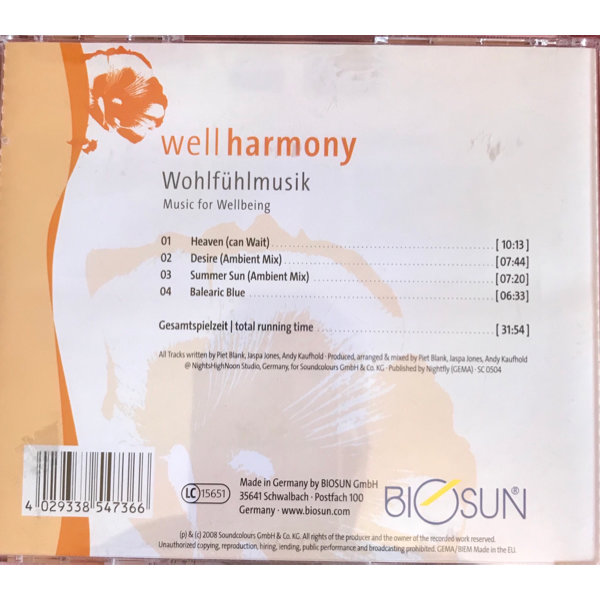 wellharmony
Wohlfühlmusik
Music for Wellbeing
01 Heaven (can Wait) [ 10:13 ]
02 Desire (Ambient Mix) [ 07:44 ]
03 Summer Sun (Ambient Mix) [ 07:20 ]
04 Balearic Blue [ 06:33 ]
Gesamtspielzeit | total running time [ 31:54 ]
All Tracks written by Piet Blank, Jaspa Jones, Andy Kaufhold · Produced, arranged & mixed by Piet Blank, Jaspa Jones, Andy Kaufhold
@ NightsHighNoon Studio, Germany, for Soundcolours GmbH & Co. KG · Published by Nightfly (GEMA) · SC 0504
4 029338 547366
LC 15651
Made in Germany by BIOSUN GmbH
35641 Schwalbach · Postfach 100
Germany · www.biosun.com
BIOSUN®
(p) & (c) 2008 Soundcolours GmbH & Co. KG. All rights of the producer and the owner of the recorded work reserved.
Unauthorized copying, reproduction, hiring, lending, public performance and broadcasting prohibited. GEMA/BIEM Made in the EU.